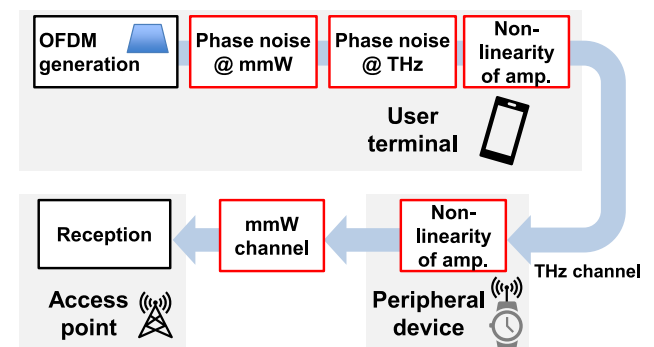 OFDM
generation
Phase noise
@ mmW
Phase noise
@ THz
Non-
linearity
of amp.
User
terminal
Reception
mmW
channel
Non-
linearity
of amp.
THz channel
Access
point
Peripheral
device